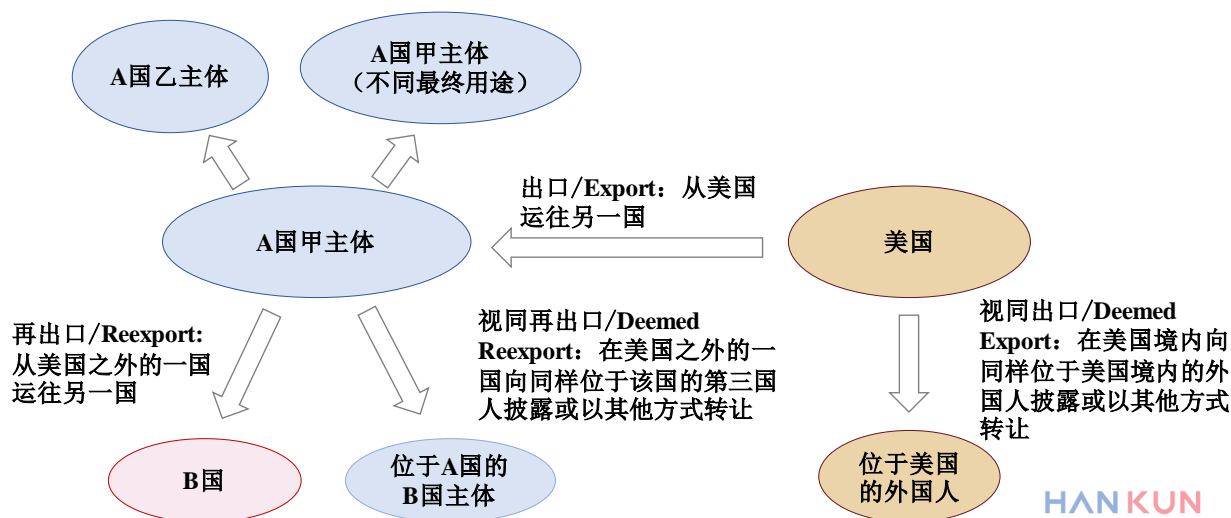 A国乙主体
A国甲主体
（不同最终用途）
出口/Export：从美国
运往另一国
A国甲主体
美国
再出口/Reexport:
从美国之外的一国
运往另一国
视同再出口/Deemed
Reexport：在美国之外的一
国向同样位于该国的第三国
人披露或以其他方式转让
视同出口/Deemed
Export：在美国境内向
同样位于美国境内的外
国人披露或以其他方式
转让
B国
位于A国的
B国主体
位于美国
的外国人
HANKUN